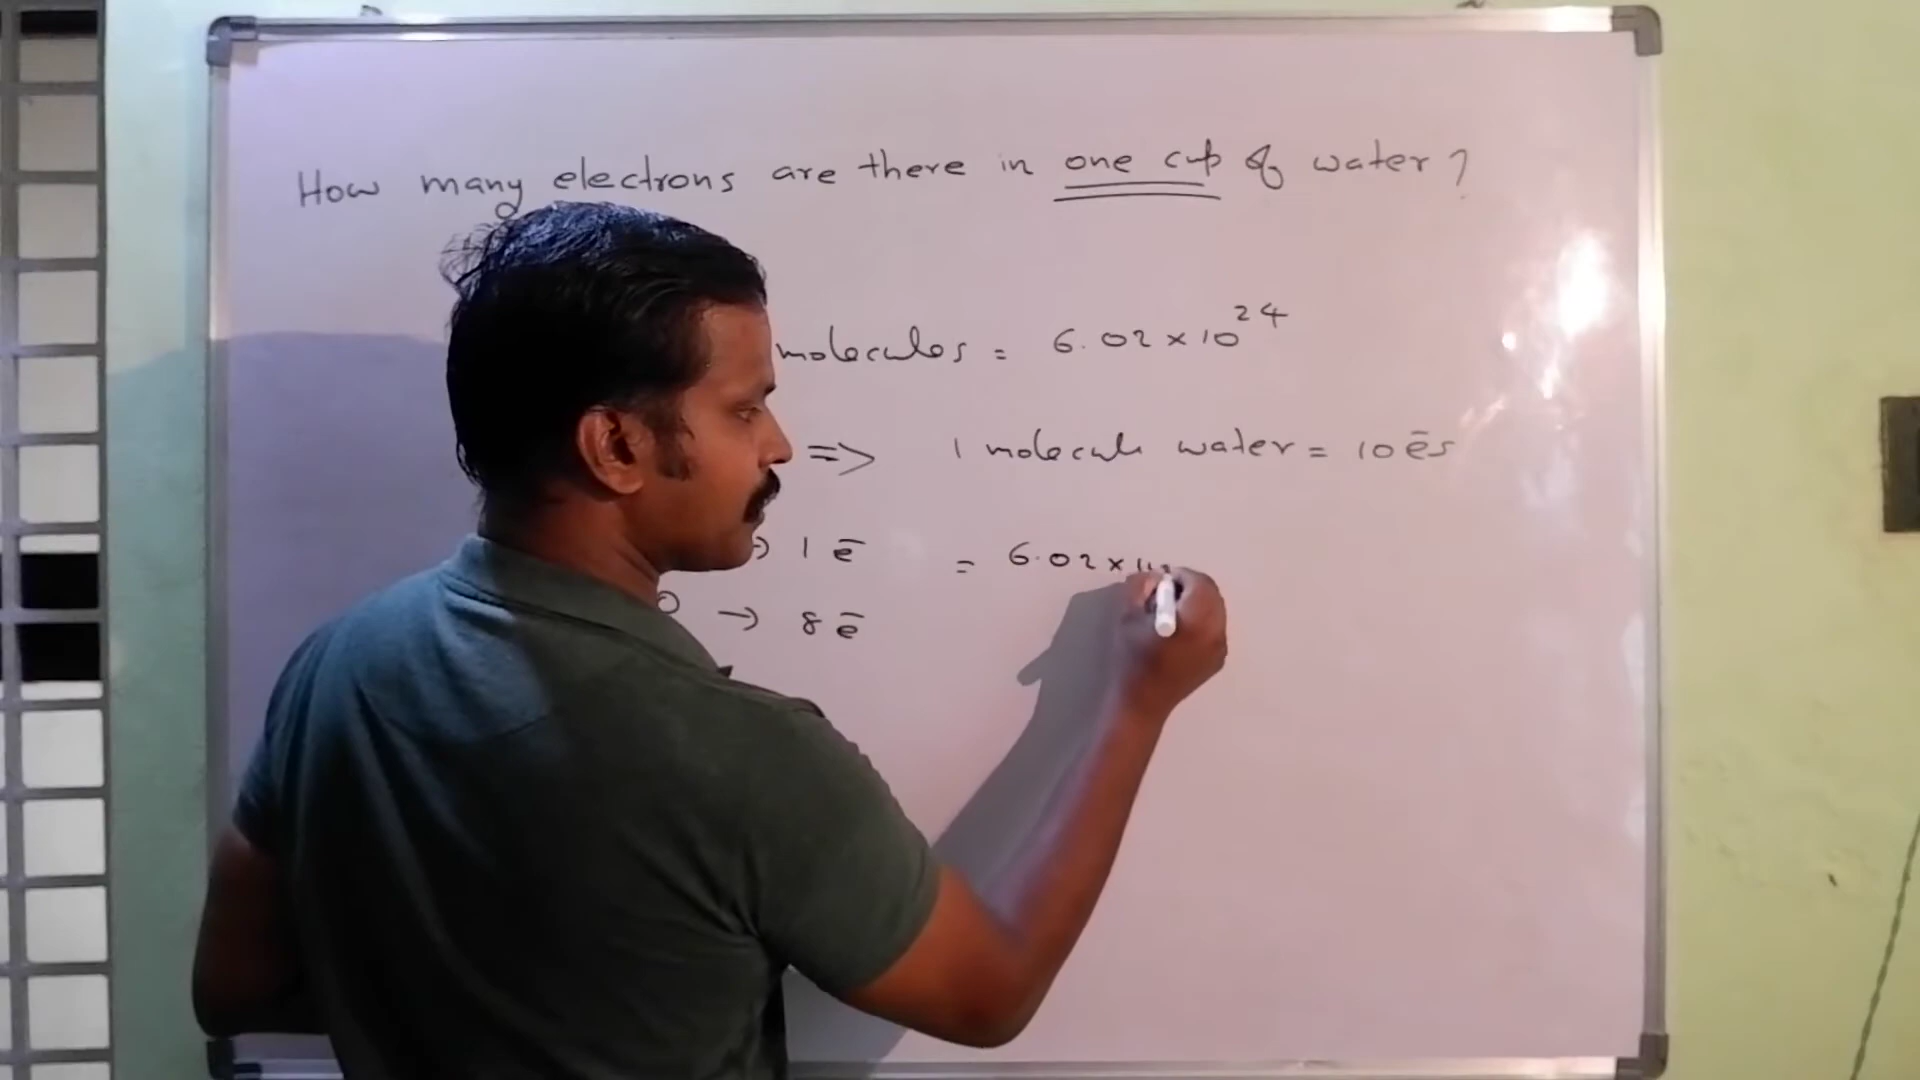 How many electrons are there in one cup of water?
molecules = 6.02 × 10²⁴
=> 1 molecule water = 10 e̅s
→ 1 e̅ = 6.02 × 10
O → 8 e̅